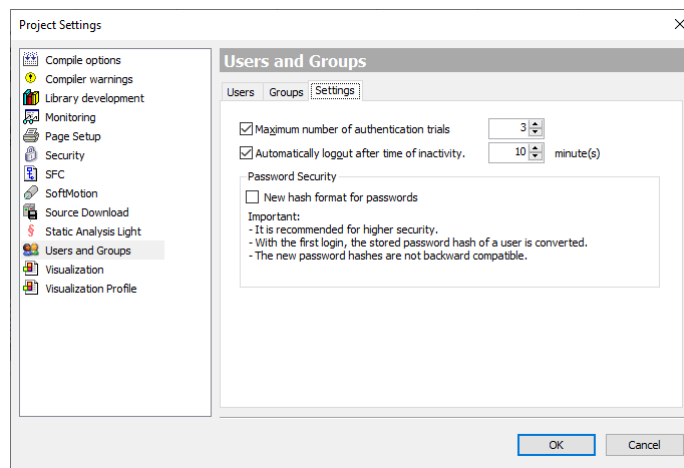 Project Settings
Compile options
Compiler warnings
Library development
Monitoring
Page Setup
Security
SFC
SoftMotion
Source Download
Static Analysis Light
Users and Groups
Visualization
Visualization Profile
Users and Groups
Users Groups Settings
Maximum number of authentication trials 3
Automatically logout after time of inactivity. 10 minute(s)
Password Security
New hash format for passwords
Important:
- It is recommended for higher security.
- With the first login, the stored password hash of a user is converted.
- The new password hashes are not backward compatible.
OK Cancel